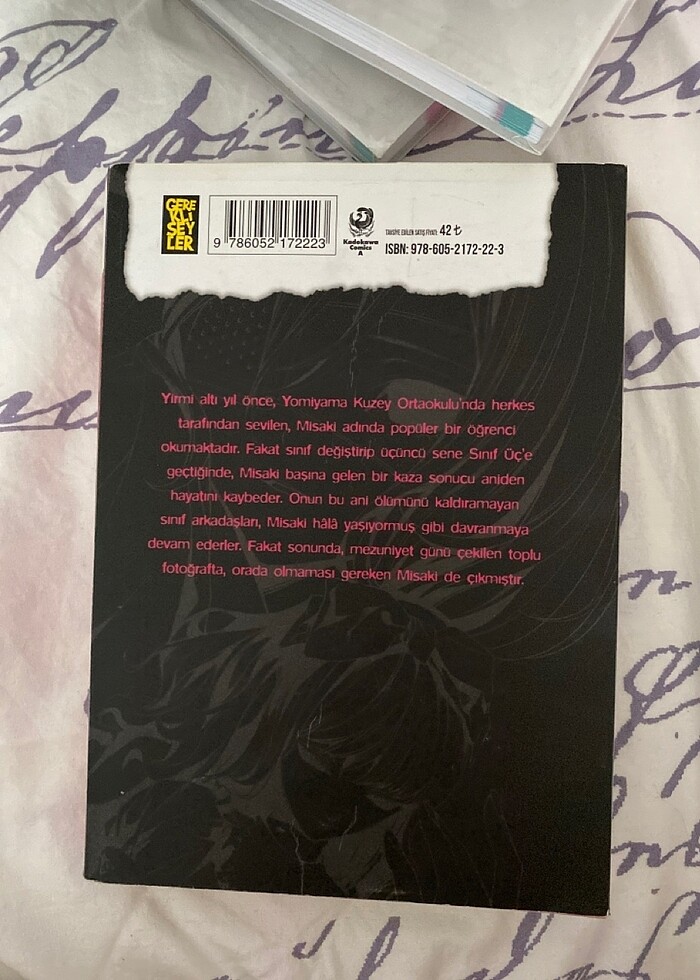 GERE
KLİ
ŞEY
LER
9 786052 172223
Kadokawa
Comics
A
TAVSİYE EDİLEN SATIŞ FİYATI: 42 ₺
ISBN: 978-605-2172-22-3
Yirmi altı yıl önce, Yomiyama Kuzey Ortaokulu'nda herkes
tarafından sevilen, Misaki adında popüler bir öğrenci
okumaktadır. Fakat sınıf değiştirip üçüncü sene Sınıf Üç'e
geçtiğinde, Misaki başına gelen bir kaza sonucu aniden
hayatını kaybeder. Onun bu ani ölümünü kaldıramayan
sınıf arkadaşları, Misaki hâlâ yaşıyormuş gibi davranmaya
devam ederler. Fakat sonunda, mezuniyet günü çekilen toplu
fotoğrafta, orada olmaması gereken Misaki de çıkmıştır.